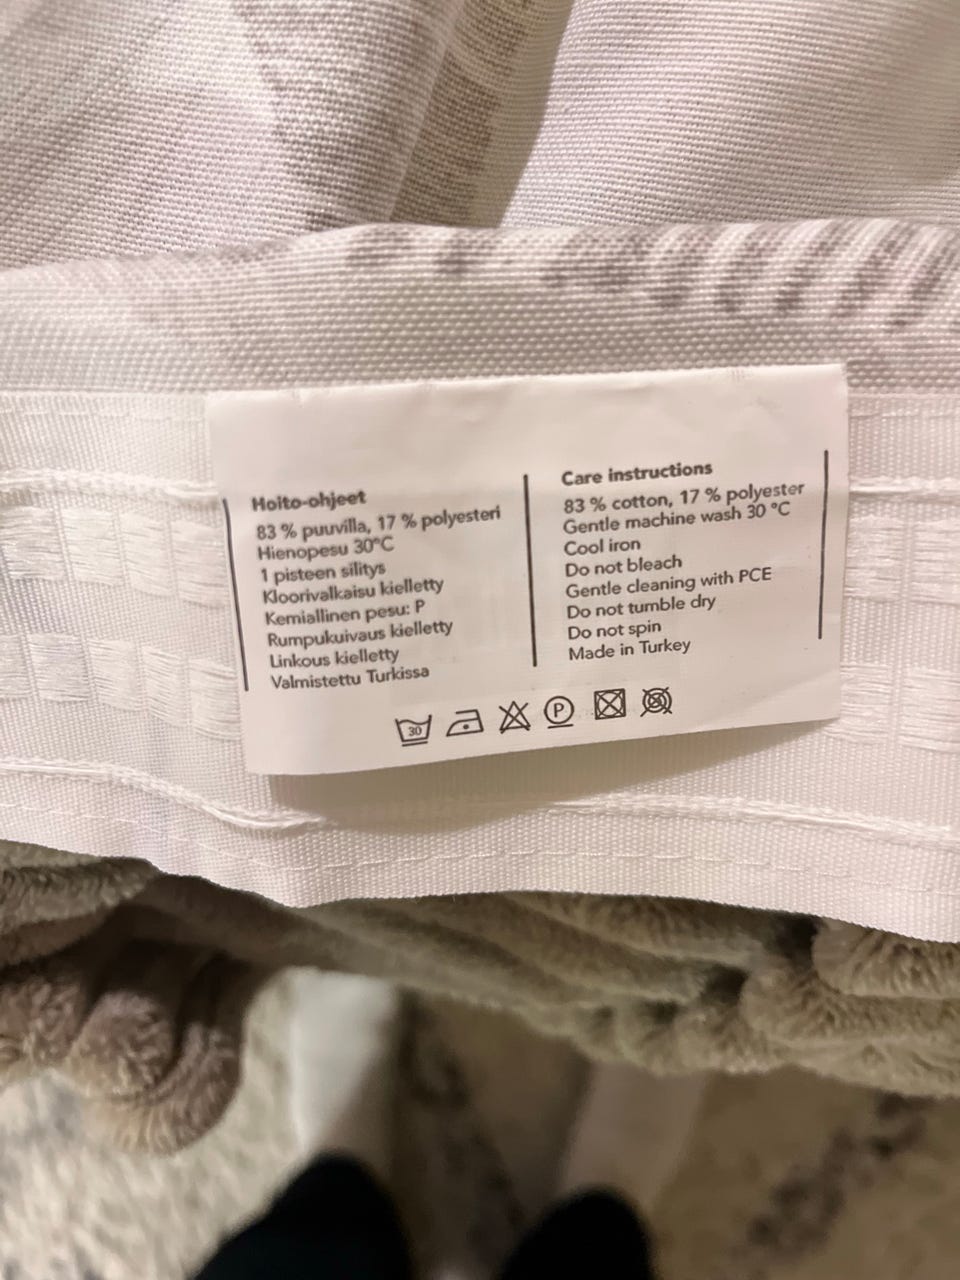 Hoito-ohjeet
83 % puuvilla, 17 % polyesteri
Hienopesu 30°C
1 pisteen silitys
Kloorivalkaisu kielletty
Kemiallinen pesu: P
Rumpukuivaus kielletty
Linkous kielletty
Valmistettu Turkissa
Care instructions
83 % cotton, 17 % polyester
Gentle machine wash 30 °C
Cool iron
Do not bleach
Gentle cleaning with PCE
Do not tumble dry
Do not spin
Made in Turkey
30 P